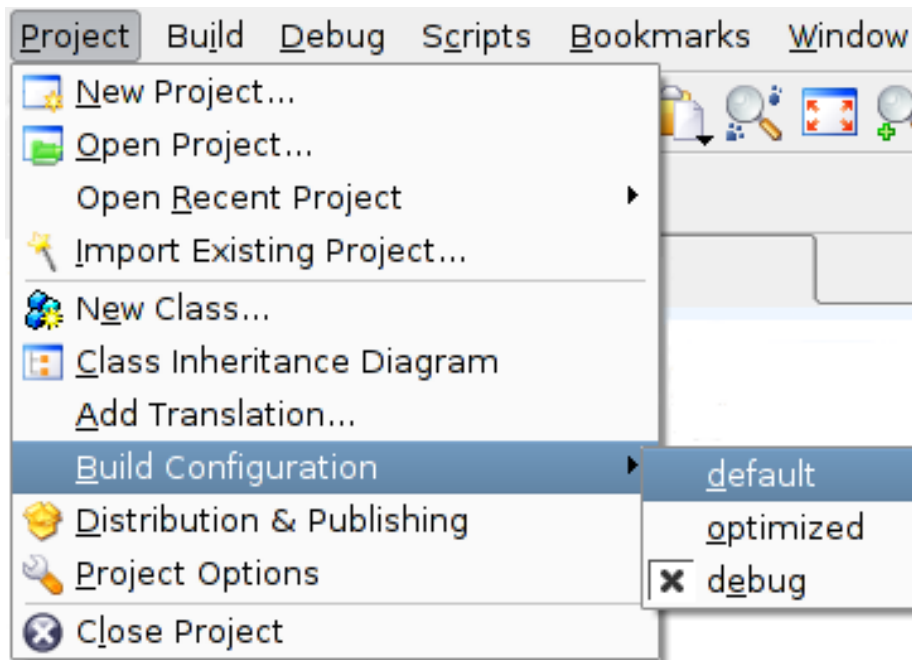 Project Build Debug Scripts Bookmarks Window
New Project...
Open Project...
Open Recent Project
Import Existing Project...
New Class...
Class Inheritance Diagram
Add Translation...
Build Configuration
default
optimized
debug
Distribution & Publishing
Project Options
Close Project